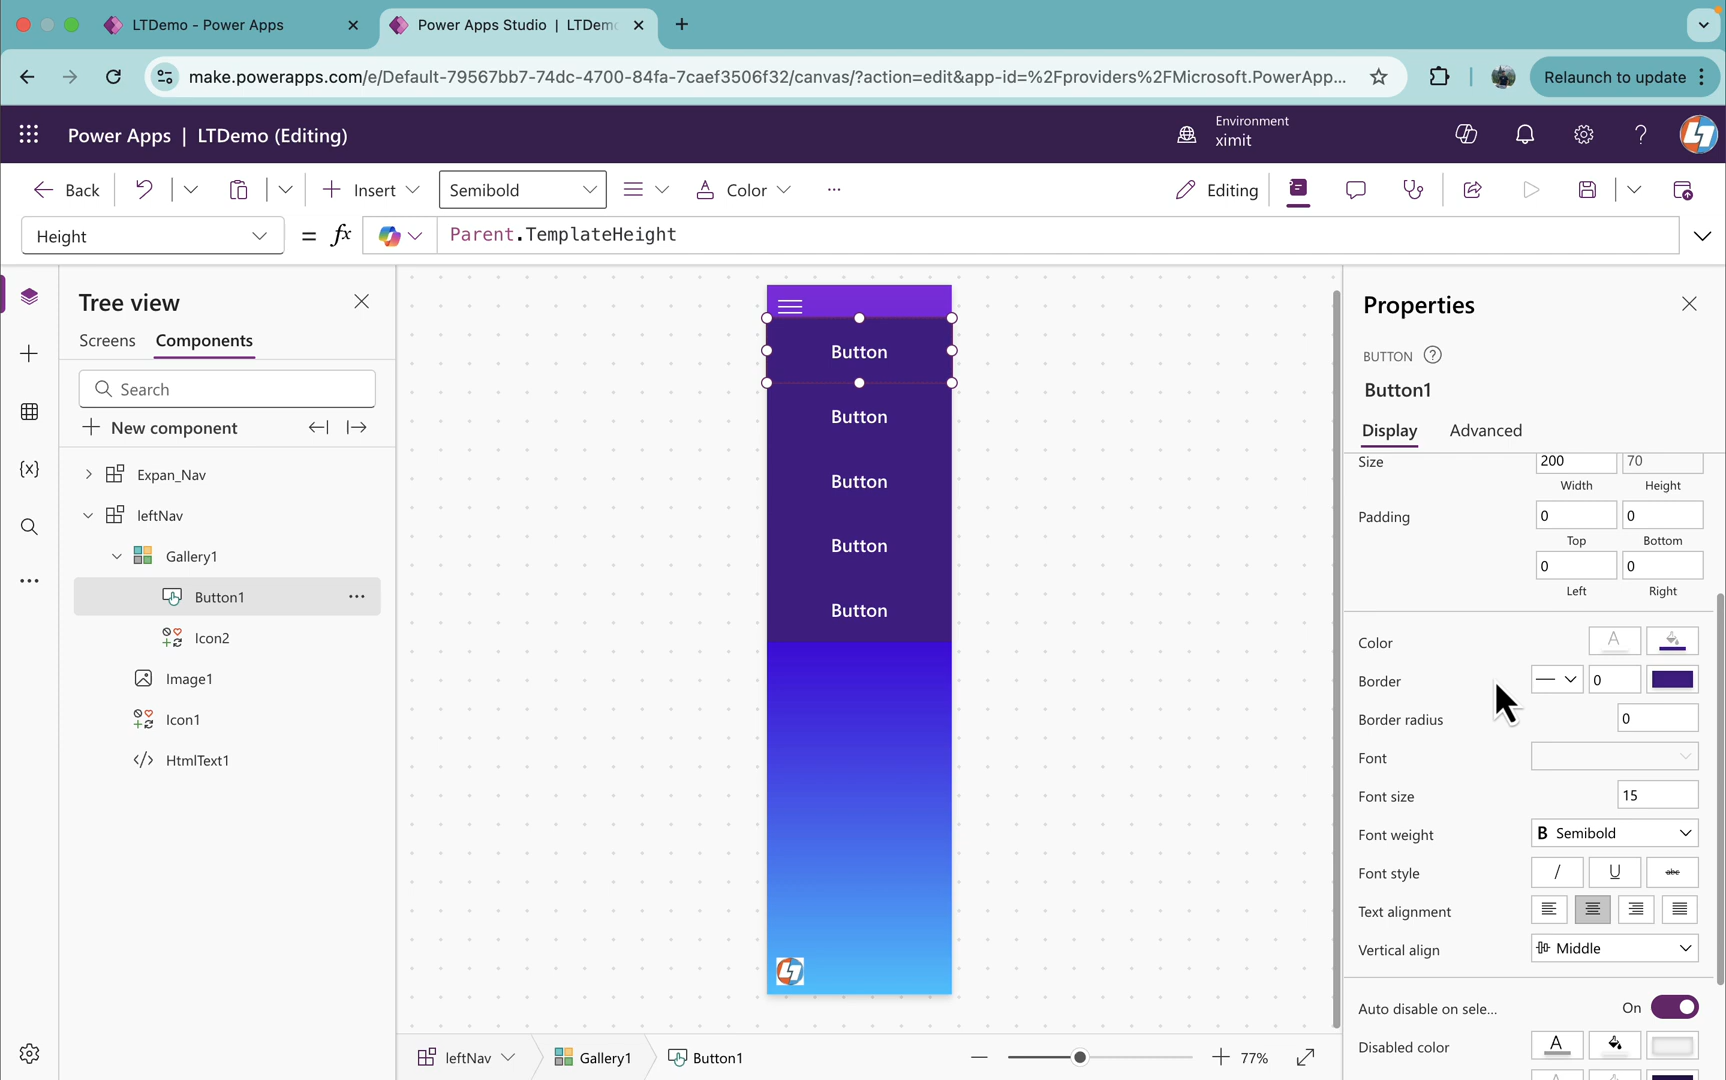 LTDemo - Power Apps
Power Apps Studio | LTDem
make.powerapps.com/e/Default-79567bb7-74dc-4700-84fa-7caef3506f32/canvas/?action=edit&app-id=%2Fproviders%2FMicrosoft.PowerApp...
Relaunch to update
Power Apps | LTDemo (Editing)
Environment
ximit
Back
Insert
Semibold
Color
Editing
Height
= fx
Parent.TemplateHeight
Tree view
Screens
Components
Search
New component
Expan_Nav
leftNav
Gallery1
Button1
Icon2
Image1
Icon1
HtmlText1
Button
Button
Button
Button
Button
leftNav
Gallery1
Button1
77%
Properties
BUTTON
Button1
Display
Advanced
Size
200
70
Width
Height
Padding
0
0
Top
Bottom
0
0
Left
Right
Color
A
Border
0
Border radius
0
Font
Font size
15
Font weight
B Semibold
Font style
/
U
abc
Text alignment
Vertical align
Middle
Auto disable on sele...
On
Disabled color
A